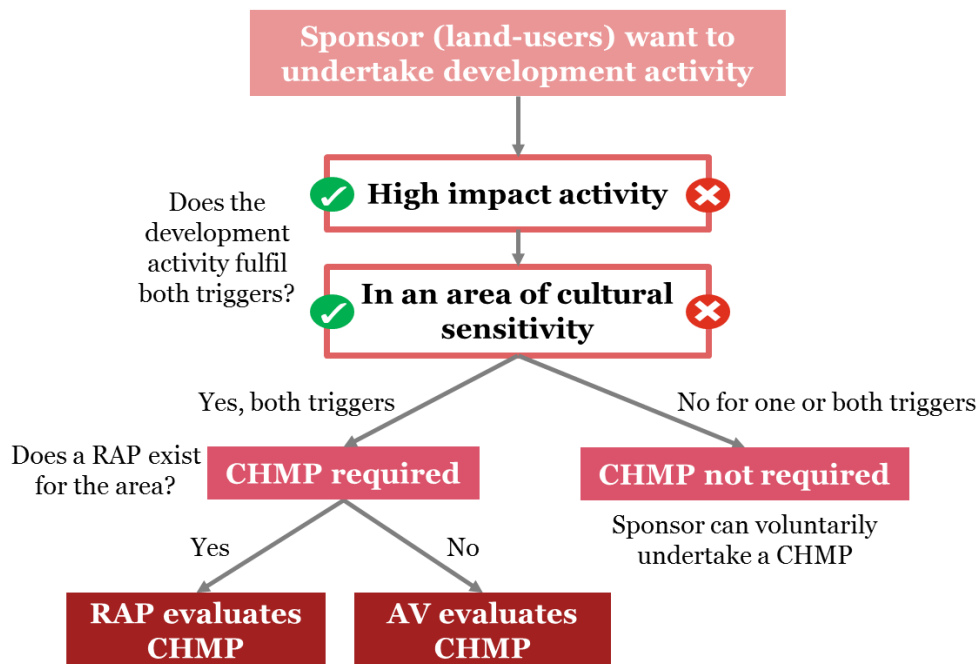 Sponsor (land-users) want to
undertake development activity
High impact activity
Does the
development
activity fulfil
both triggers?
In an area of cultural
sensitivity
Yes, both triggers
No for one or both triggers
Does a RAP exist
for the area?
CHMP required
CHMP not required
Sponsor can voluntarily
undertake a CHMP
Yes
No
RAP evaluates
CHMP
AV evaluates
CHMP